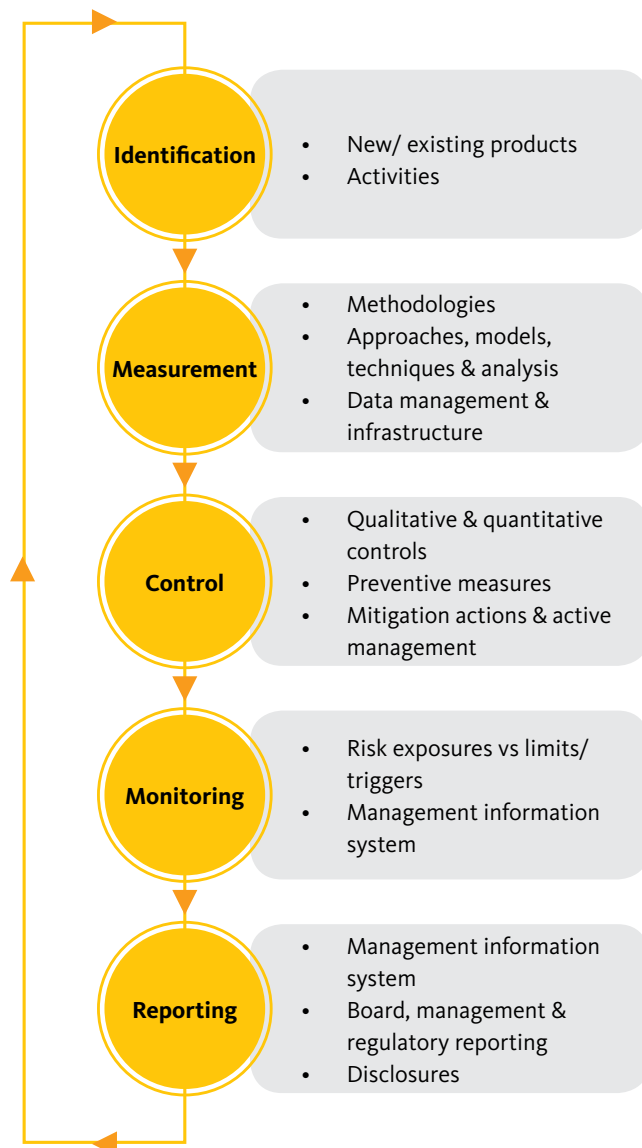 Identification
• New/ existing products
• Activities
Measurement
• Methodologies
• Approaches, models,
techniques & analysis
• Data management &
infrastructure
Control
• Qualitative & quantitative
controls
• Preventive measures
• Mitigation actions & active
management
Monitoring
• Risk exposures vs limits/
triggers
• Management information
system
Reporting
• Management information
system
• Board, management &
regulatory reporting
• Disclosures